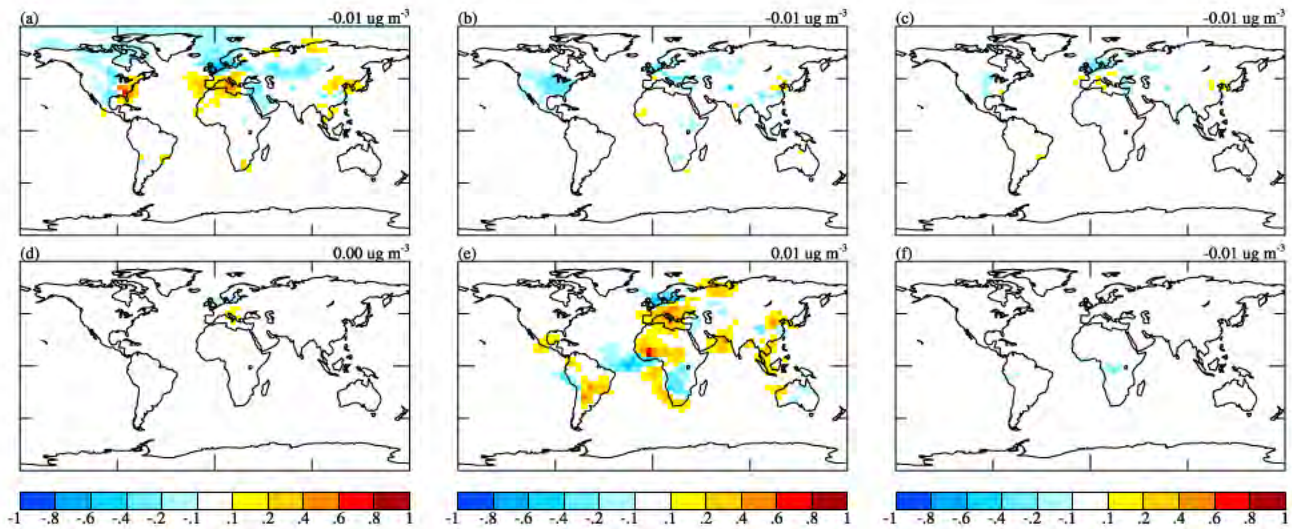 (a) -0.01 ug m-3 (b) -0.01 ug m-3 (c) -0.01 ug m-3
(d) 0.00 ug m-3 (e) 0.01 ug m-3 (f) -0.01 ug m-3
-1 -.8 -.6 -.4 -.2 -.1 .1 .2 .4 .6 .8 1 -1 -.8 -.6 -.4 -.2 -.1 .1 .2 .4 .6 .8 1 -1 -.8 -.6 -.4 -.2 -.1 .1 .2 .4 .6 .8 1